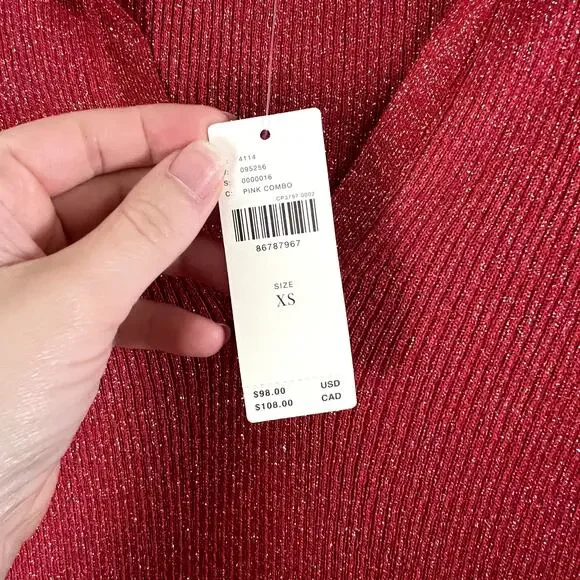 : 4114
V: 095256
S: 0000016
C: PINK COMBO
CP3797 0002
86787967
SIZE
XS
$98.00 USD
$108.00 CAD